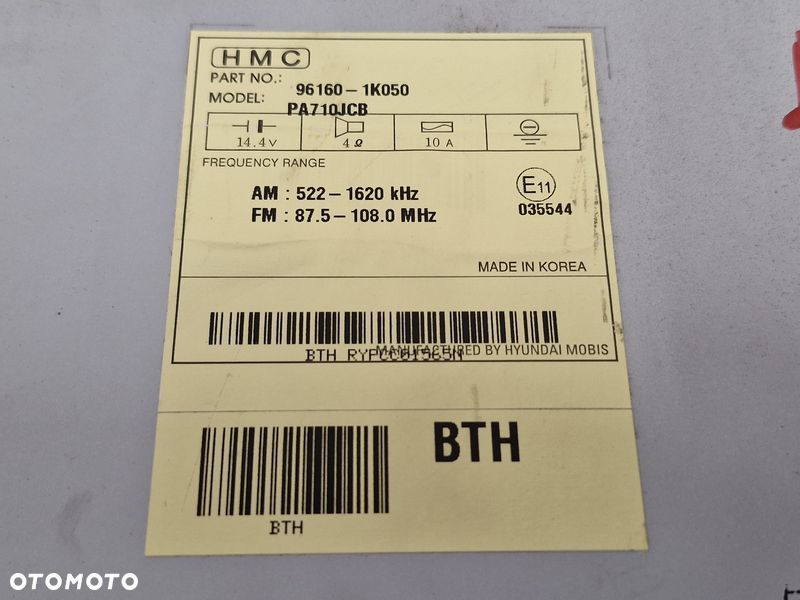 HMC
PART NO.: 96160-1K050
MODEL: PA710JCB
14.4V 4Ω 10 A
FREQUENCY RANGE
AM : 522-1620 kHz
FM : 87.5-108.0 MHz
E11
035544
MADE IN KOREA
MANUFACTURED BY HYUNDAI MOBIS
BTH
BTH
BTH
OTOMOTO